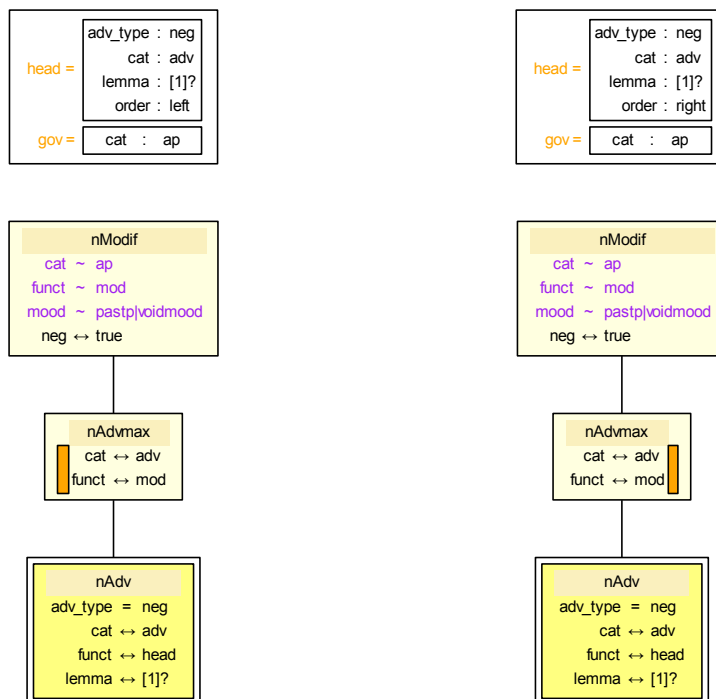 adv_type : neg
cat : adv
head =
lemma : [1]?
order : left
gov = cat : ap
nModif
cat ~ ap
funct ~ mod
mood ~ pastp|voidmood
neg ↔ true
nAdvmax
cat ↔ adv
funct ↔ mod
nAdv
adv_type = neg
cat ↔ adv
funct ↔ head
lemma ↔ [1]?
adv_type : neg
cat : adv
head =
lemma : [1]?
order : right
gov = cat : ap
nModif
cat ~ ap
funct ~ mod
mood ~ pastp|voidmood
neg ↔ true
nAdvmax
cat ↔ adv
funct ↔ mod
nAdv
adv_type = neg
cat ↔ adv
funct ↔ head
lemma ↔ [1]?